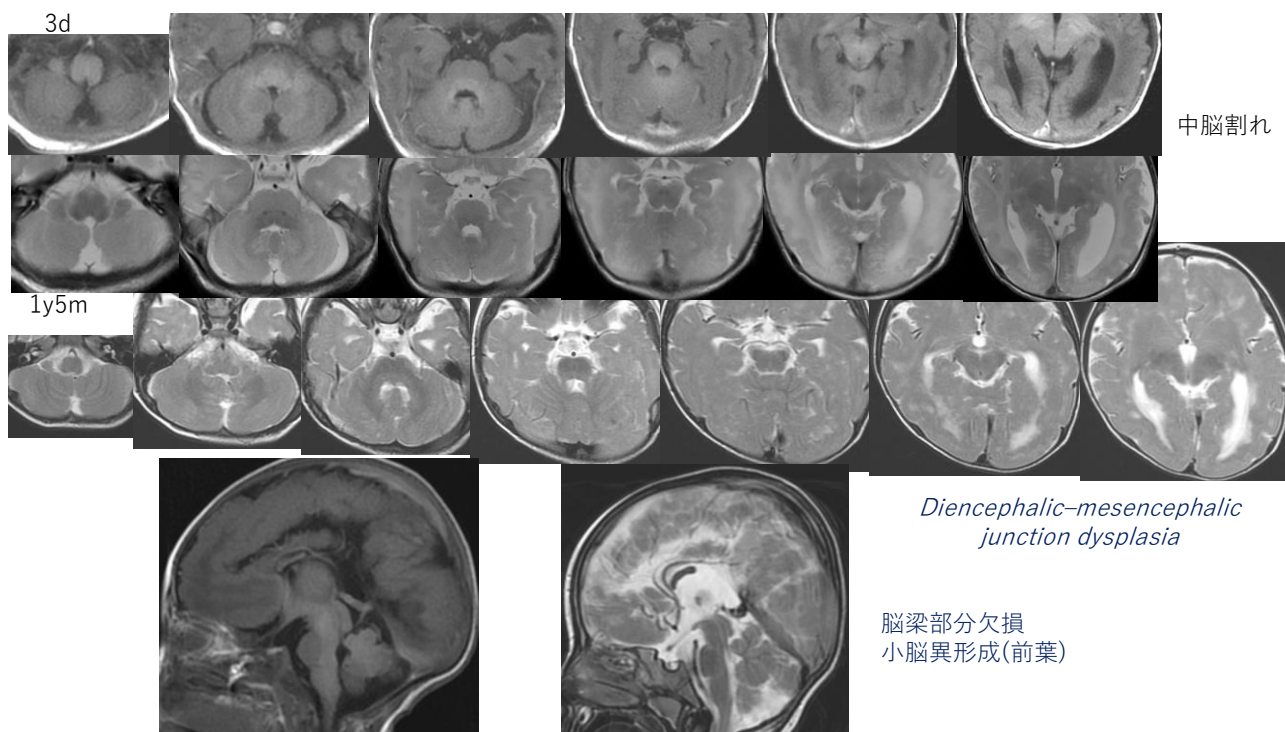 3d
中脳割れ
1y5m
Diencephalic–mesencephalic
junction dysplasia
脳梁部分欠損
小脳異形成(前葉)